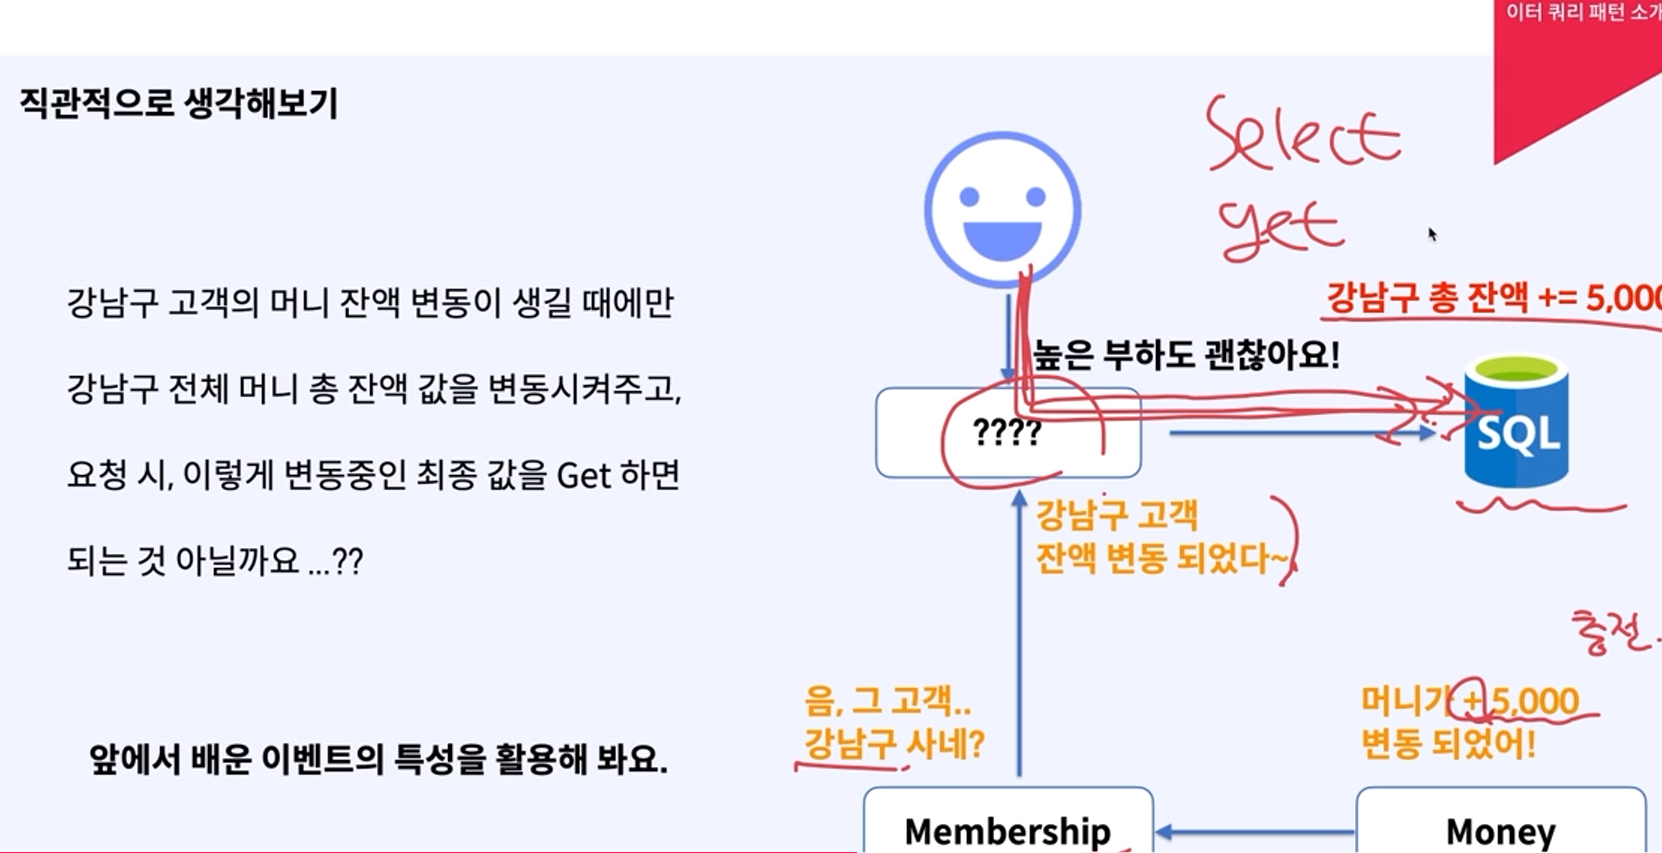 이터 쿼리 패턴 소개
직관적으로 생각해보기
Select
get
강남구 고객의 머니 잔액 변동이 생길 때에만
강남구 전체 머니 총 잔액 값을 변동시켜주고,
요청 시, 이렇게 변동중인 최종 값을 Get 하면
되는 것 아닐까요 ...??
앞에서 배운 이벤트의 특성을 활용해 봐요.
강남구 총 잔액 += 5,000
높은 부하도 괜찮아요!
????
SQL
강남구 고객
잔액 변동 되었다~
충전.
음, 그 고객..
강남구 사네?
머니가 +5,000
변동 되었어!
Membership
Money